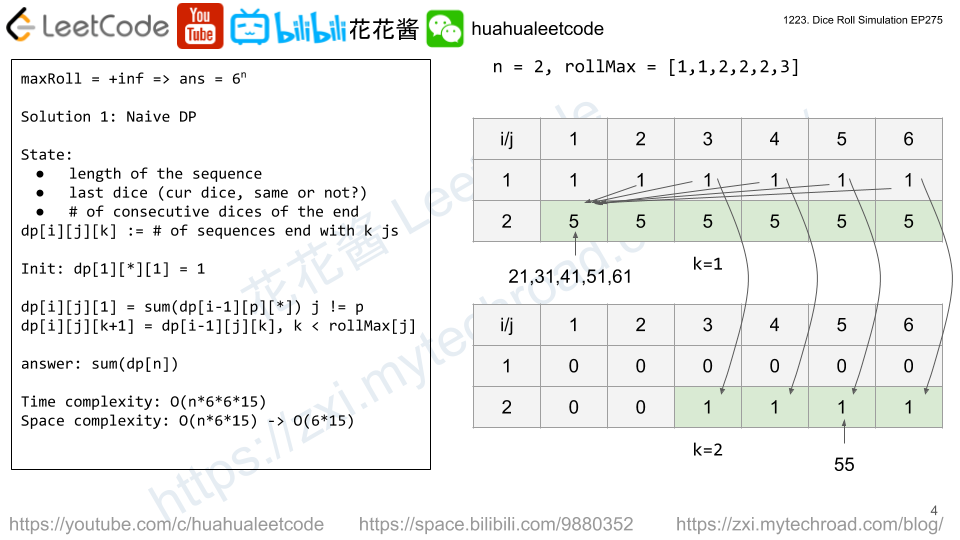 LeetCode You Tube bilibili 花花酱 huahualeetcode
1223. Dice Roll Simulation EP275
maxRoll = +inf => ans = 6ⁿ
Solution 1: Naive DP
State:
● length of the sequence
● last dice (cur dice, same or not?)
● # of consecutive dices of the end
dp[i][j][k] := # of sequences end with k js
Init: dp[1][*][1] = 1
dp[i][j][1] = sum(dp[i-1][p][*]) j != p
dp[i][j][k+1] = dp[i-1][j][k], k < rollMax[j]
answer: sum(dp[n])
Time complexity: O(n*6*6*15)
Space complexity: O(n*6*15) -> O(6*15)
n = 2, rollMax = [1,1,2,2,2,3]
i/j 1 2 3 4 5 6
1 1 1 1 1 1 1
2 5 5 5 5 5 5
k=1
21,31,41,51,61
i/j 1 2 3 4 5 6
1 0 0 0 0 0 0
2 0 0 1 1 1 1
k=2
55
花花酱 LeetCode
https://zxi.mytechroad.com/blog/
4
https://youtube.com/c/huahualeetcode https://space.bilibili.com/9880352 https://zxi.mytechroad.com/blog/